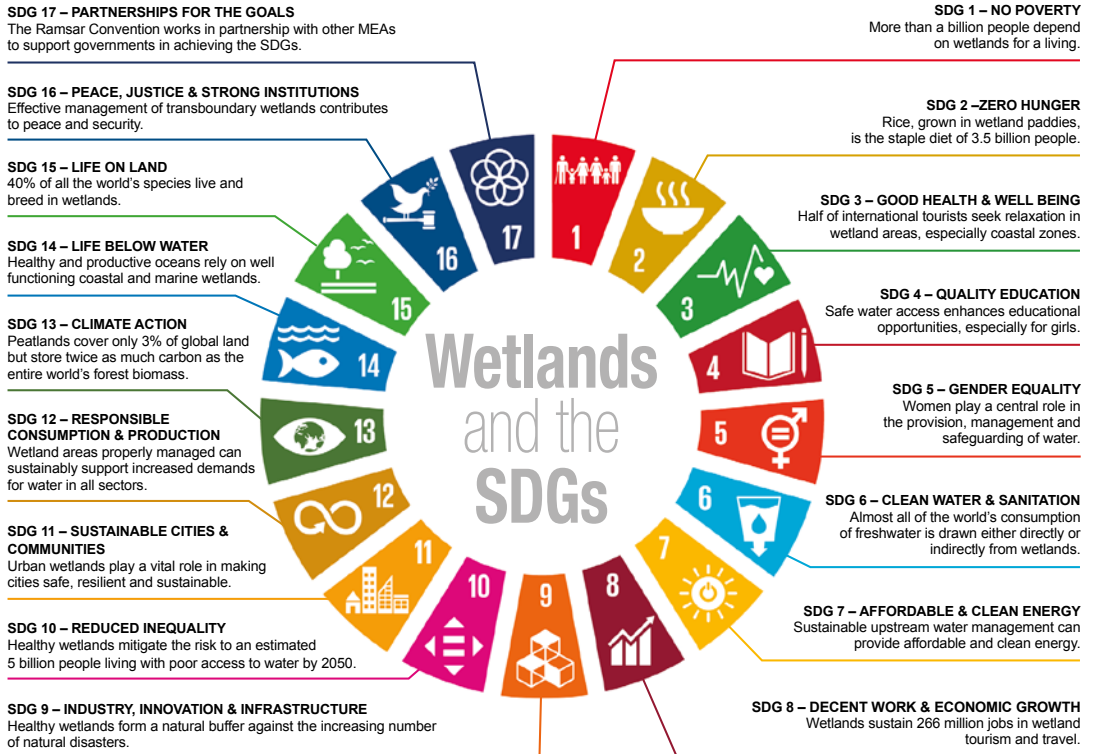 SDG 17 – PARTNERSHIPS FOR THE GOALS
The Ramsar Convention works in partnership with other MEAs
to support governments in achieving the SDGs.
SDG 16 – PEACE, JUSTICE & STRONG INSTITUTIONS
Effective management of transboundary wetlands contributes
to peace and security.
SDG 15 – LIFE ON LAND
40% of all the world's species live and
breed in wetlands.
SDG 14 – LIFE BELOW WATER
Healthy and productive oceans rely on well
functioning coastal and marine wetlands.
SDG 13 – CLIMATE ACTION
Peatlands cover only 3% of global land
but store twice as much carbon as the
entire world's forest biomass.
SDG 12 – RESPONSIBLE
CONSUMPTION & PRODUCTION
Wetland areas properly managed can
sustainably support increased demands
for water in all sectors.
SDG 11 – SUSTAINABLE CITIES &
COMMUNITIES
Urban wetlands play a vital role in making
cities safe, resilient and sustainable.
SDG 10 – REDUCED INEQUALITY
Healthy wetlands mitigate the risk to an estimated
5 billion people living with poor access to water by 2050.
SDG 9 – INDUSTRY, INNOVATION & INFRASTRUCTURE
Healthy wetlands form a natural buffer against the increasing number
of natural disasters.
17
16
15
14
13
12
11
10
9
8
7
6
5
4
3
2
1
Wetlands
and the
SDGs
SDG 1 – NO POVERTY
More than a billion people depend
on wetlands for a living.
SDG 2 –ZERO HUNGER
Rice, grown in wetland paddies,
is the staple diet of 3.5 billion people.
SDG 3 – GOOD HEALTH & WELL BEING
Half of international tourists seek relaxation in
wetland areas, especially coastal zones.
SDG 4 – QUALITY EDUCATION
Safe water access enhances educational
opportunities, especially for girls.
SDG 5 – GENDER EQUALITY
Women play a central role in
the provision, management and
safeguarding of water.
SDG 6 – CLEAN WATER & SANITATION
Almost all of the world's consumption
of freshwater is drawn either directly or
indirectly from wetlands.
SDG 7 – AFFORDABLE & CLEAN ENERGY
Sustainable upstream water management can
provide affordable and clean energy.
SDG 8 – DECENT WORK & ECONOMIC GROWTH
Wetlands sustain 266 million jobs in wetland
tourism and travel.